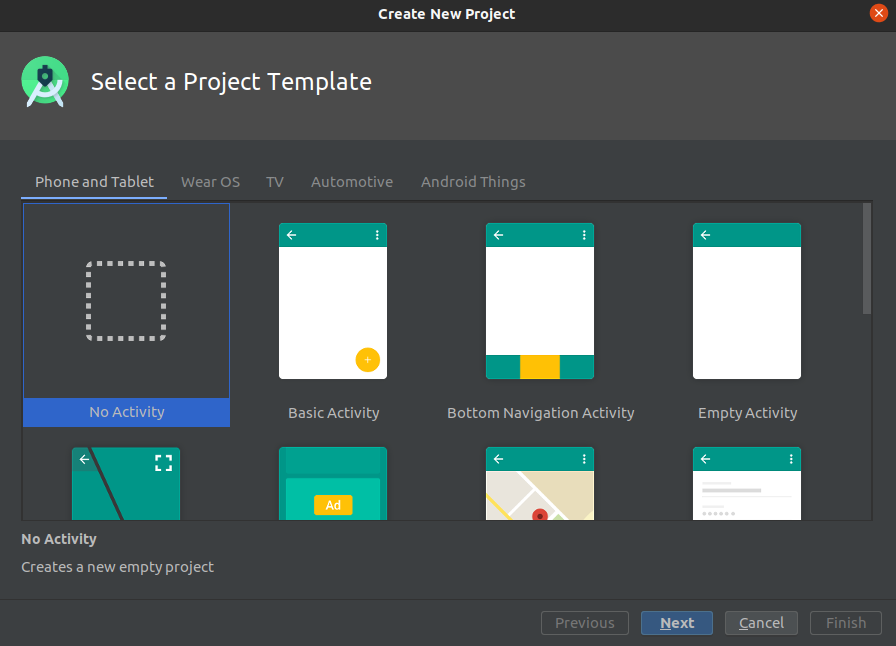 Create New Project
Select a Project Template
Phone and Tablet Wear OS TV Automotive Android Things
No Activity Basic Activity Bottom Navigation Activity Empty Activity
Ad
No Activity
Creates a new empty project
Previous Next Cancel Finish